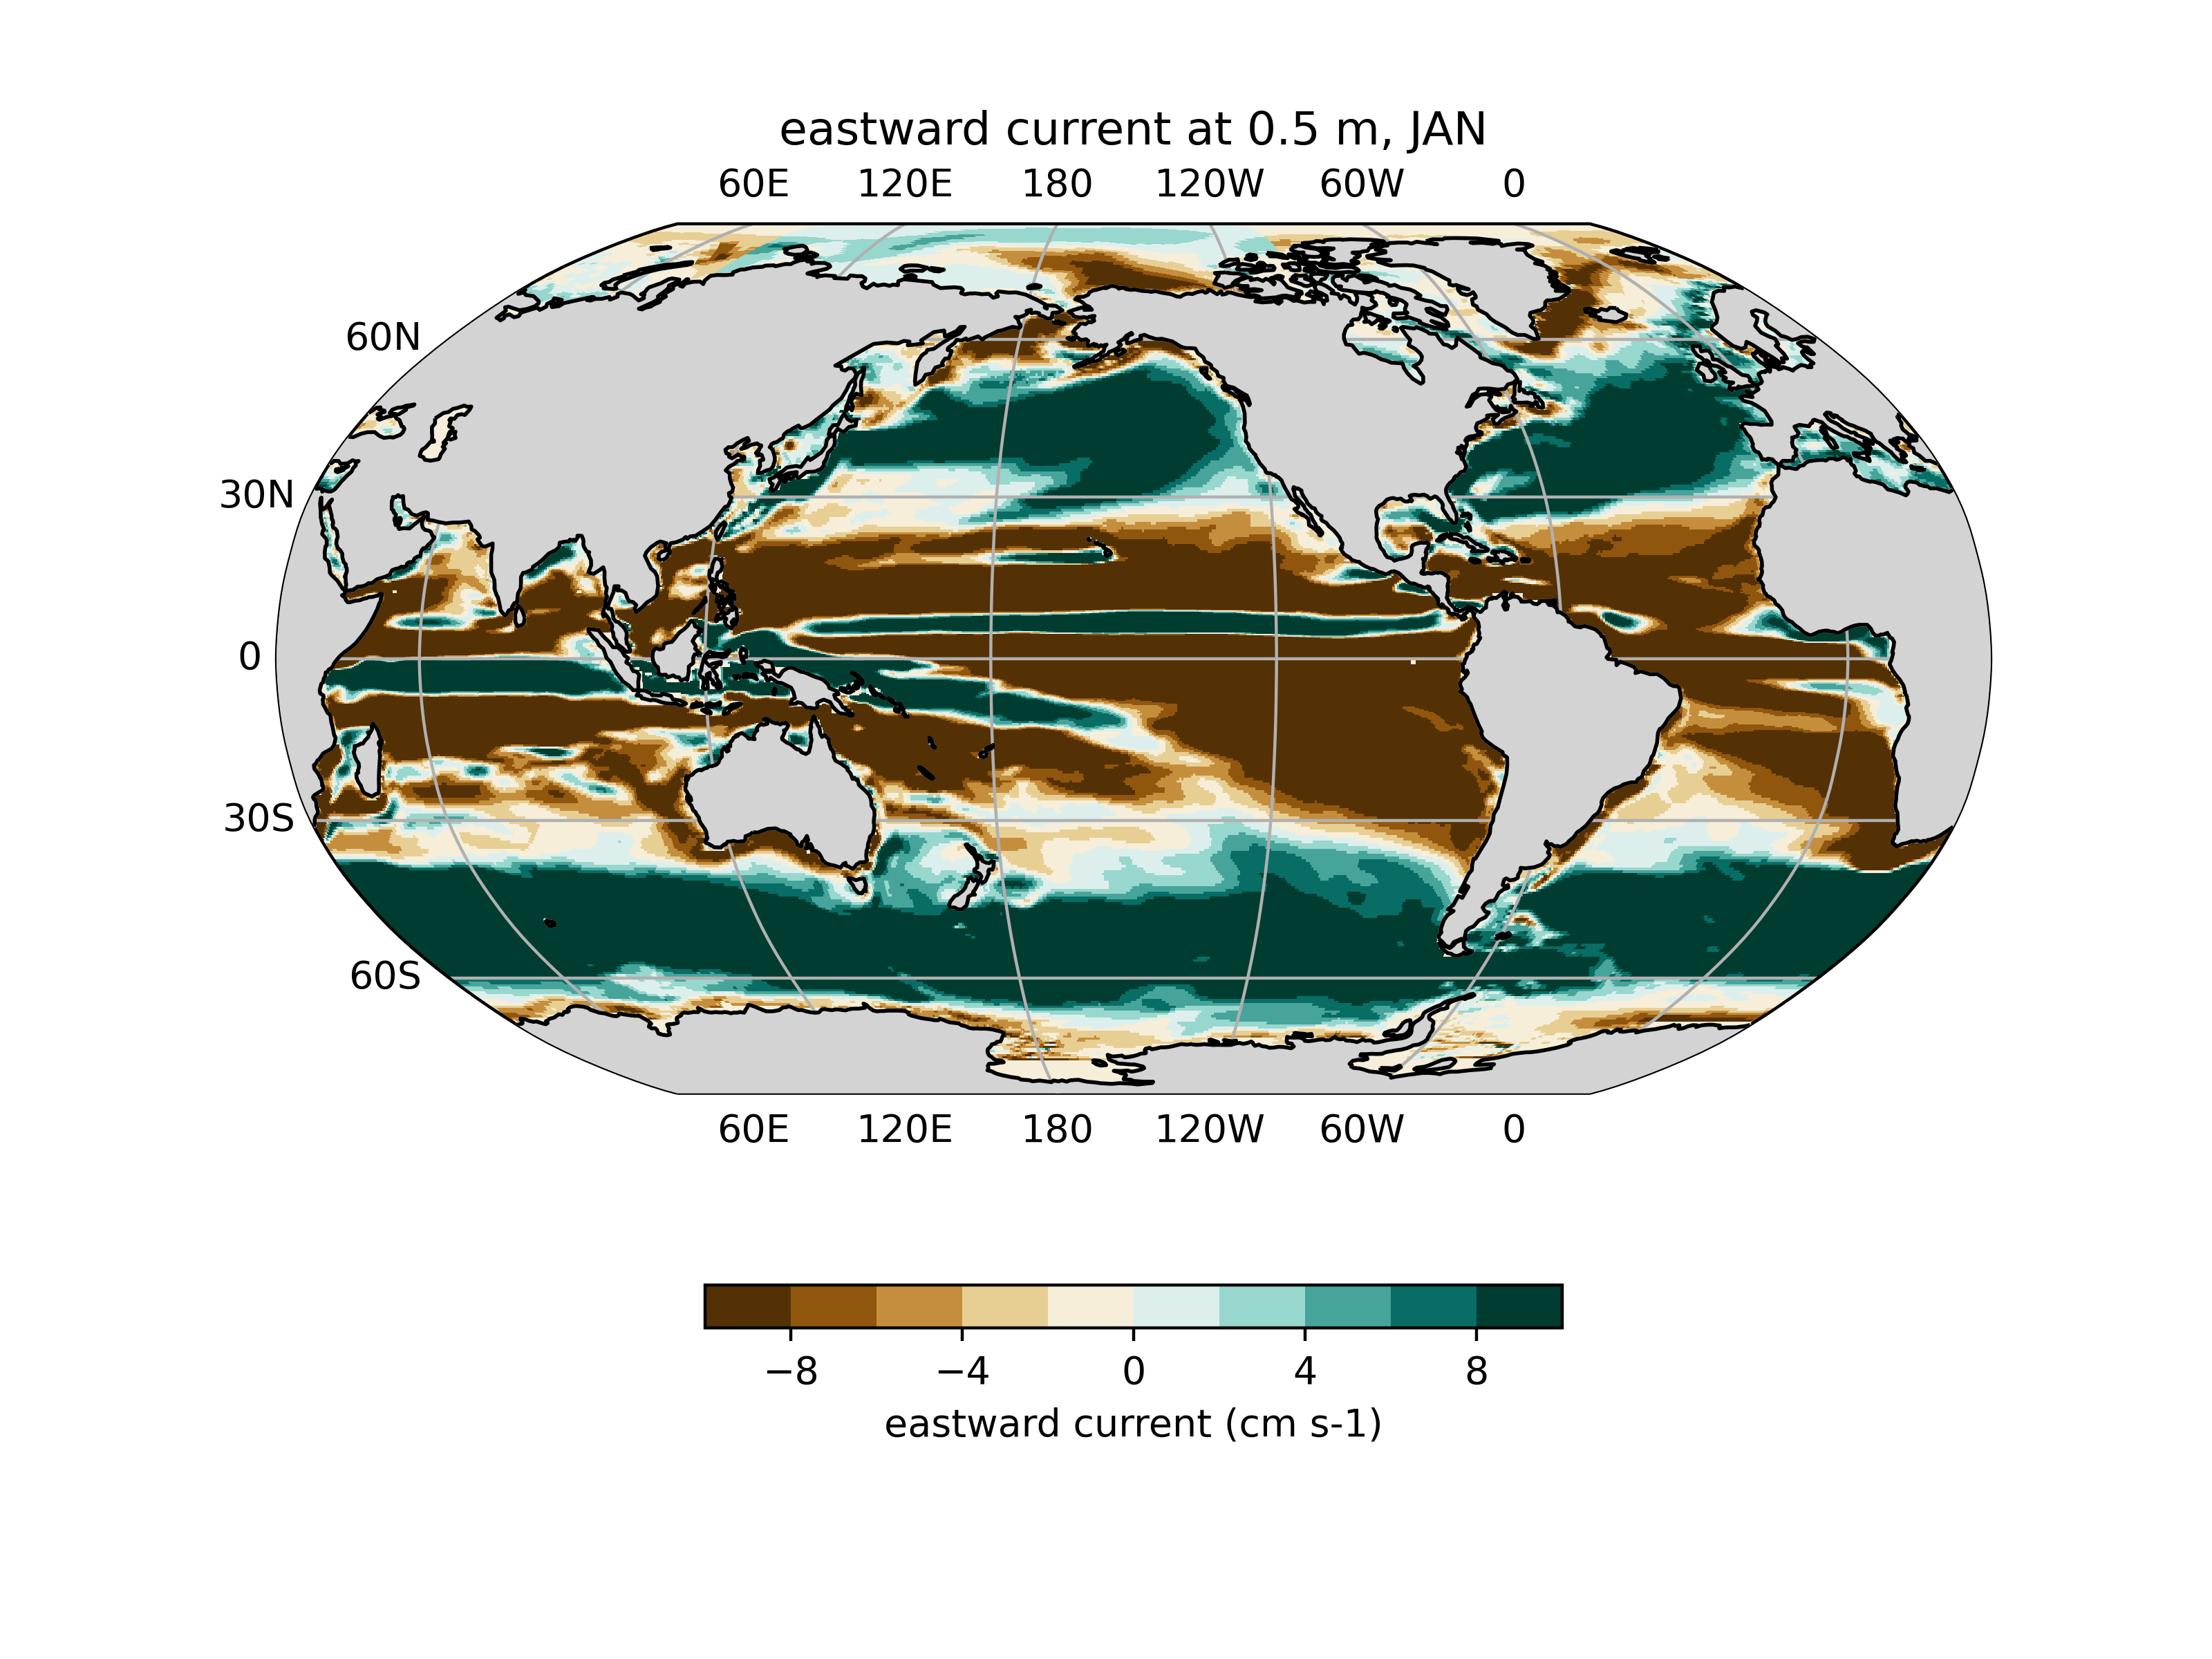 eastward current at 0.5 m, JAN
60E 120E 180 120W 60W 0
60N
30N
0
30S
60S
60E 120E 180 120W 60W 0
−8 −4 0 4 8
eastward current (cm s-1)